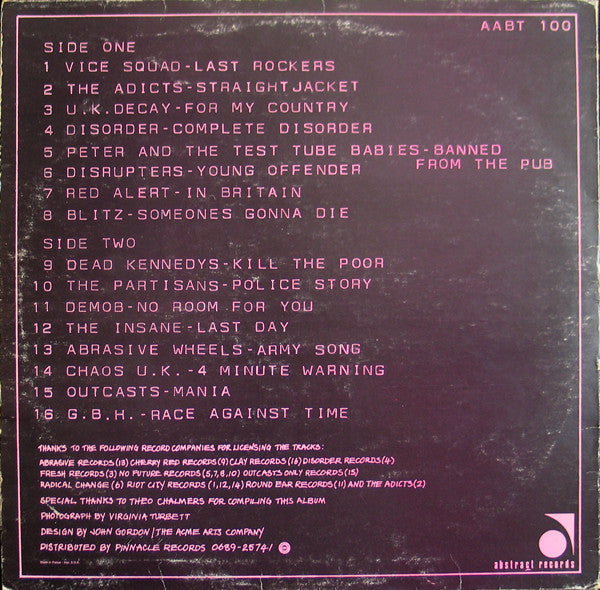 AABT 100
SIDE ONE
1 VICE SQUAD-LAST ROCKERS
2 THE ADICTS-STRAIGHTJACKET
3 U.K.DECAY-FOR MY COUNTRY
4 DISORDER-COMPLETE DISORDER
5 PETER AND THE TEST TUBE BABIES-BANNED
FROM THE PUB
6 DISRUPTERS-YOUNG OFFENDER
7 RED ALERT-IN BRITAIN
8 BLITZ-SOMEONES GONNA DIE
SIDE TWO
9 DEAD KENNEDYS-KILL THE POOR
10 THE PARTISANS-POLICE STORY
11 DEMOB-NO ROOM FOR YOU
12 THE INSANE-LAST DAY
13 ABRASIVE WHEELS-ARMY SONG
14 CHAOS U.K.-4 MINUTE WARNING
15 OUTCASTS-MANIA
16 G.B.H.-RACE AGAINST TIME
THANKS TO THE FOLLOWING RECORD COMPANIES FOR LICENSING THE TRACKS:
ABRASIVE RECORDS(13) CHERRY RED RECORDS(9) CLAY RECORDS(16) DISORDER RECORDS(4)
FRESH RECORDS(3) NO FUTURE RECORDS(5,7,8,10) OUTCASTS ONLY RECORDS(15)
RADICAL CHANGE(6) RIOT CITY RECORDS(1,12,14) ROUND EAR RECORDS(11) AND THE ADICTS(2)
SPECIAL THANKS TO THEO CHALMERS FOR COMPILING THIS ALBUM
PHOTOGRAPH BY VIRGINIA TURBETT
DESIGN BY JOHN GORDON/THE ACME ARTS COMPANY
DISTRIBUTED BY PINNACLE RECORDS 0689-25741
abstract records